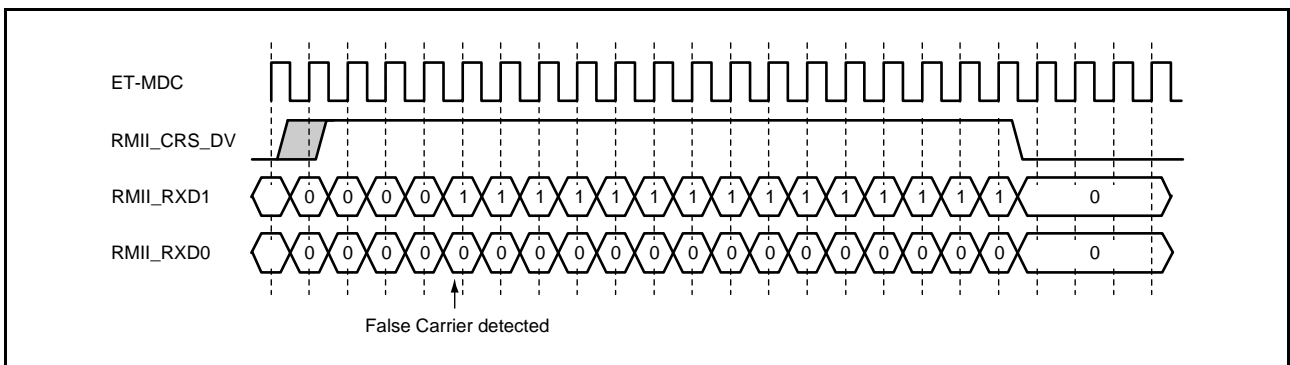 ET-MDC
RMII_CRS_DV
RMII_RXD1 0 0 0 0 1 1 1 1 1 1 1 1 1 1 1 1 1 1 1 0
RMII_RXD0 0 0 0 0 0 0 0 0 0 0 0 0 0 0 0 0 0 0 0 0
False Carrier detected